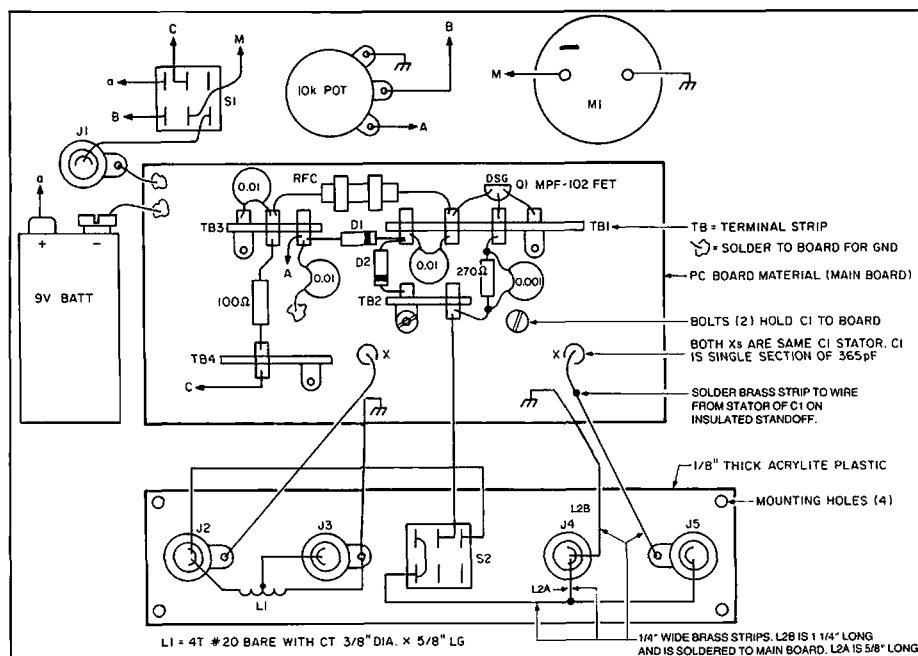 C
M
a
S1
B
J1
10k POT
B
A
M
M1
a
+ −
9V BATT
0.01
RFC
DSG
Q1 MPF-102 FET
TB3
D1
TB1
TB = TERMINAL STRIP
= SOLDER TO BOARD FOR GND
A
D2
0.01
0.01
270Ω
0.001
PC BOARD MATERIAL (MAIN BOARD)
100Ω
TB2
BOLTS (2) HOLD C1 TO BOARD
TB4
X
X
BOTH Xs ARE SAME C1 STATOR. C1
IS SINGLE SECTION OF 365pF
C
SOLDER BRASS STRIP TO WIRE
FROM STATOR OF C1 ON
INSULATED STANDOFF.
1/8" THICK ACRYLITE PLASTIC
MOUNTING HOLES (4)
J2
J3
S2
L2B
J4
J5
L1
L2A
L1 = 4T #20 BARE WITH CT 3/8" DIA. X 5/8" LG
1/4" WIDE BRASS STRIPS. L2B IS 1 1/4" LONG
AND IS SOLDERED TO MAIN BOARD. L2A IS 5/8" LONG.